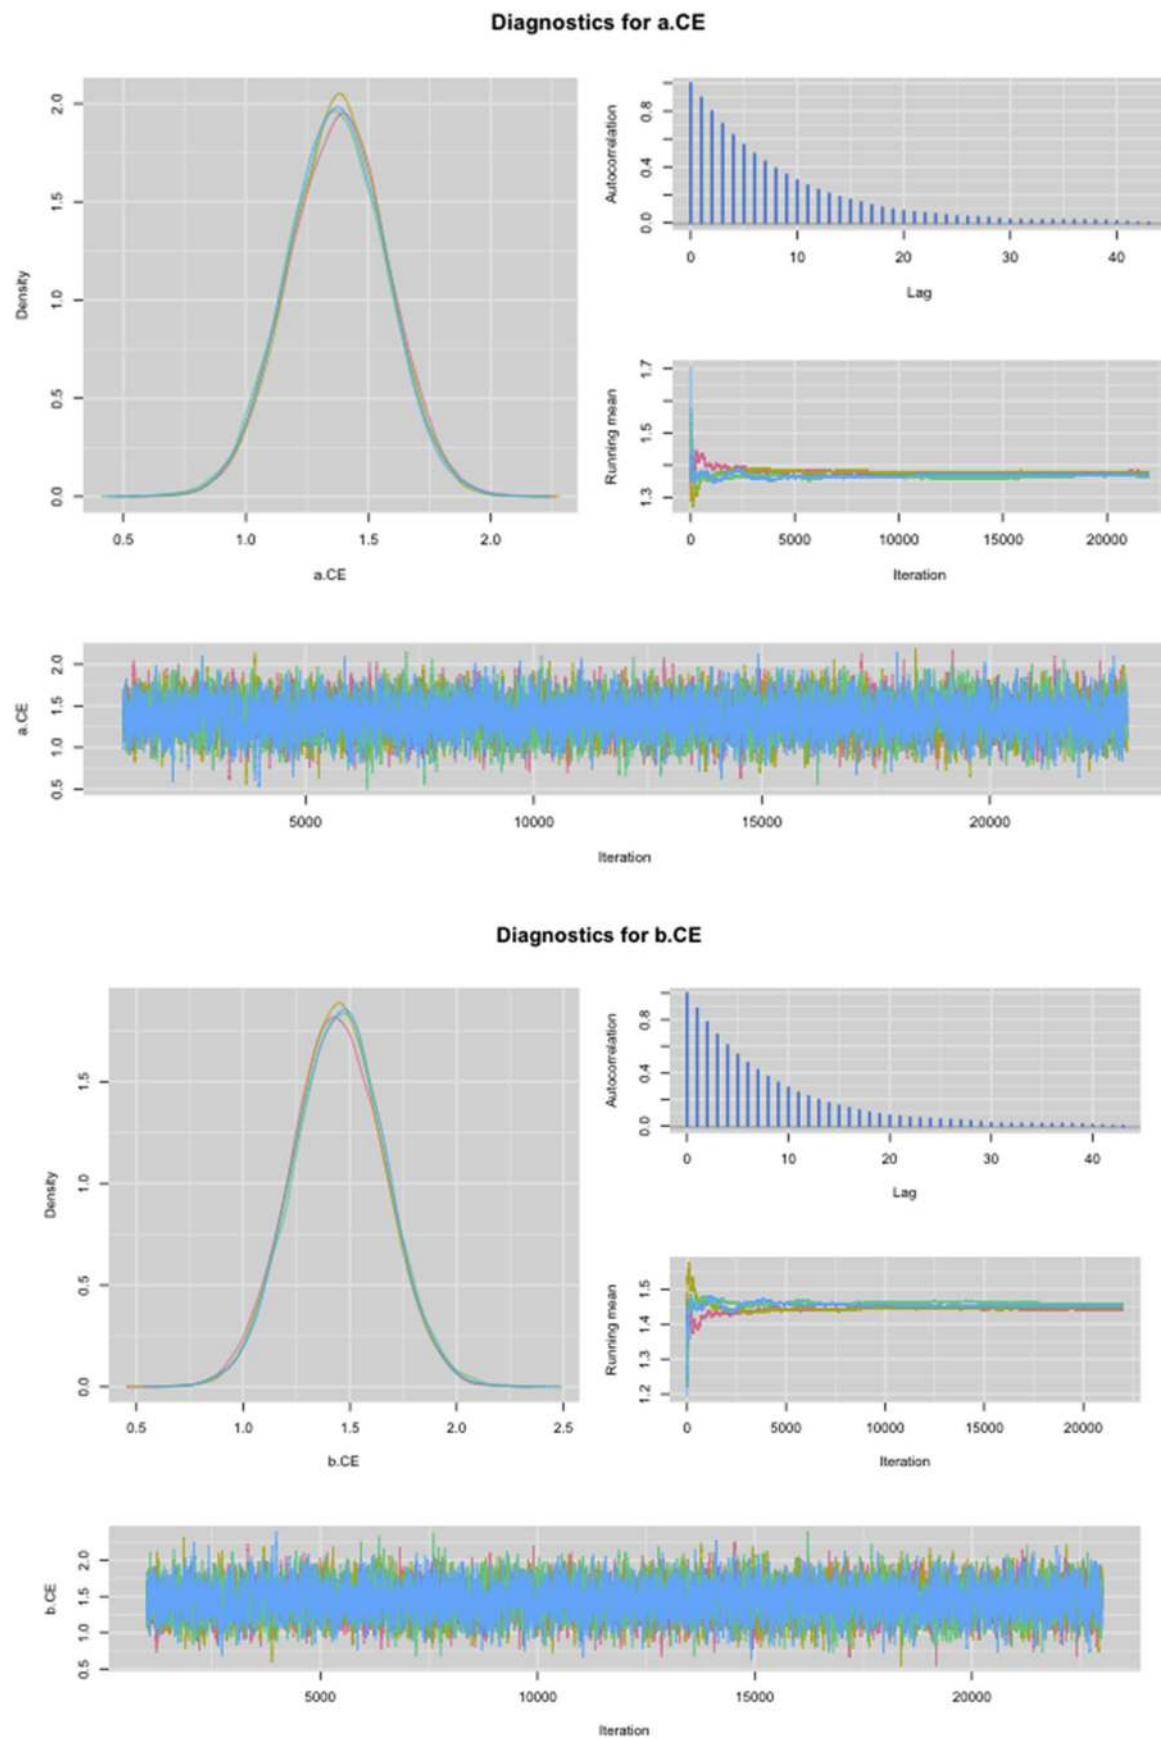 Diagnostics for a.CE
Density
0.0 0.5 1.0 1.5 2.0
0.5 1.0 1.5 2.0
a.CE
Autocorrelation
0.0 0.4 0.8
0 10 20 30 40
Lag
Running mean
1.3 1.5 1.7
0 5000 10000 15000 20000
Iteration
a.CE
0.5 1.0 1.5 2.0
5000 10000 15000 20000
Iteration
Diagnostics for b.CE
Density
0.0 0.5 1.0 1.5
0.5 1.0 1.5 2.0 2.5
b.CE
Autocorrelation
0.0 0.4 0.8
0 10 20 30 40
Lag
Running mean
1.2 1.3 1.4 1.5
0 5000 10000 15000 20000
Iteration
b.CE
0.5 1.0 1.5 2.0
5000 10000 15000 20000
Iteration